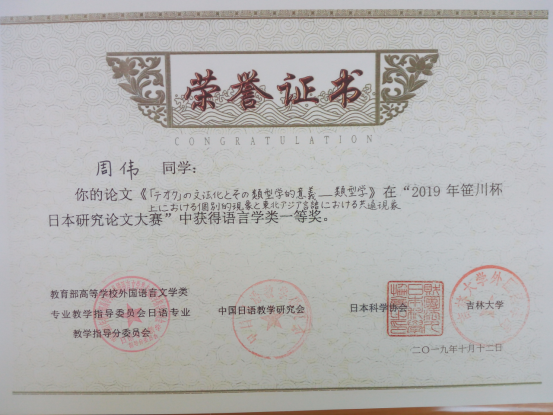 荣誉证书
CONGRATULATION
周伟 同学:
你的论文《「テオク」の文法化とその類型学的意義——類型学
上における個別的現象と東北アジア言語における共通現象》在“2019年笹川杯
日本研究论文大赛”中获得语言学类一等奖。
教育部高等学校外国语言文学类
专业教学指导委员会日语专业
教学指导分委员会
中国日语教学研究会
日本科学协会
吉林大学
二〇一九年十月十二日